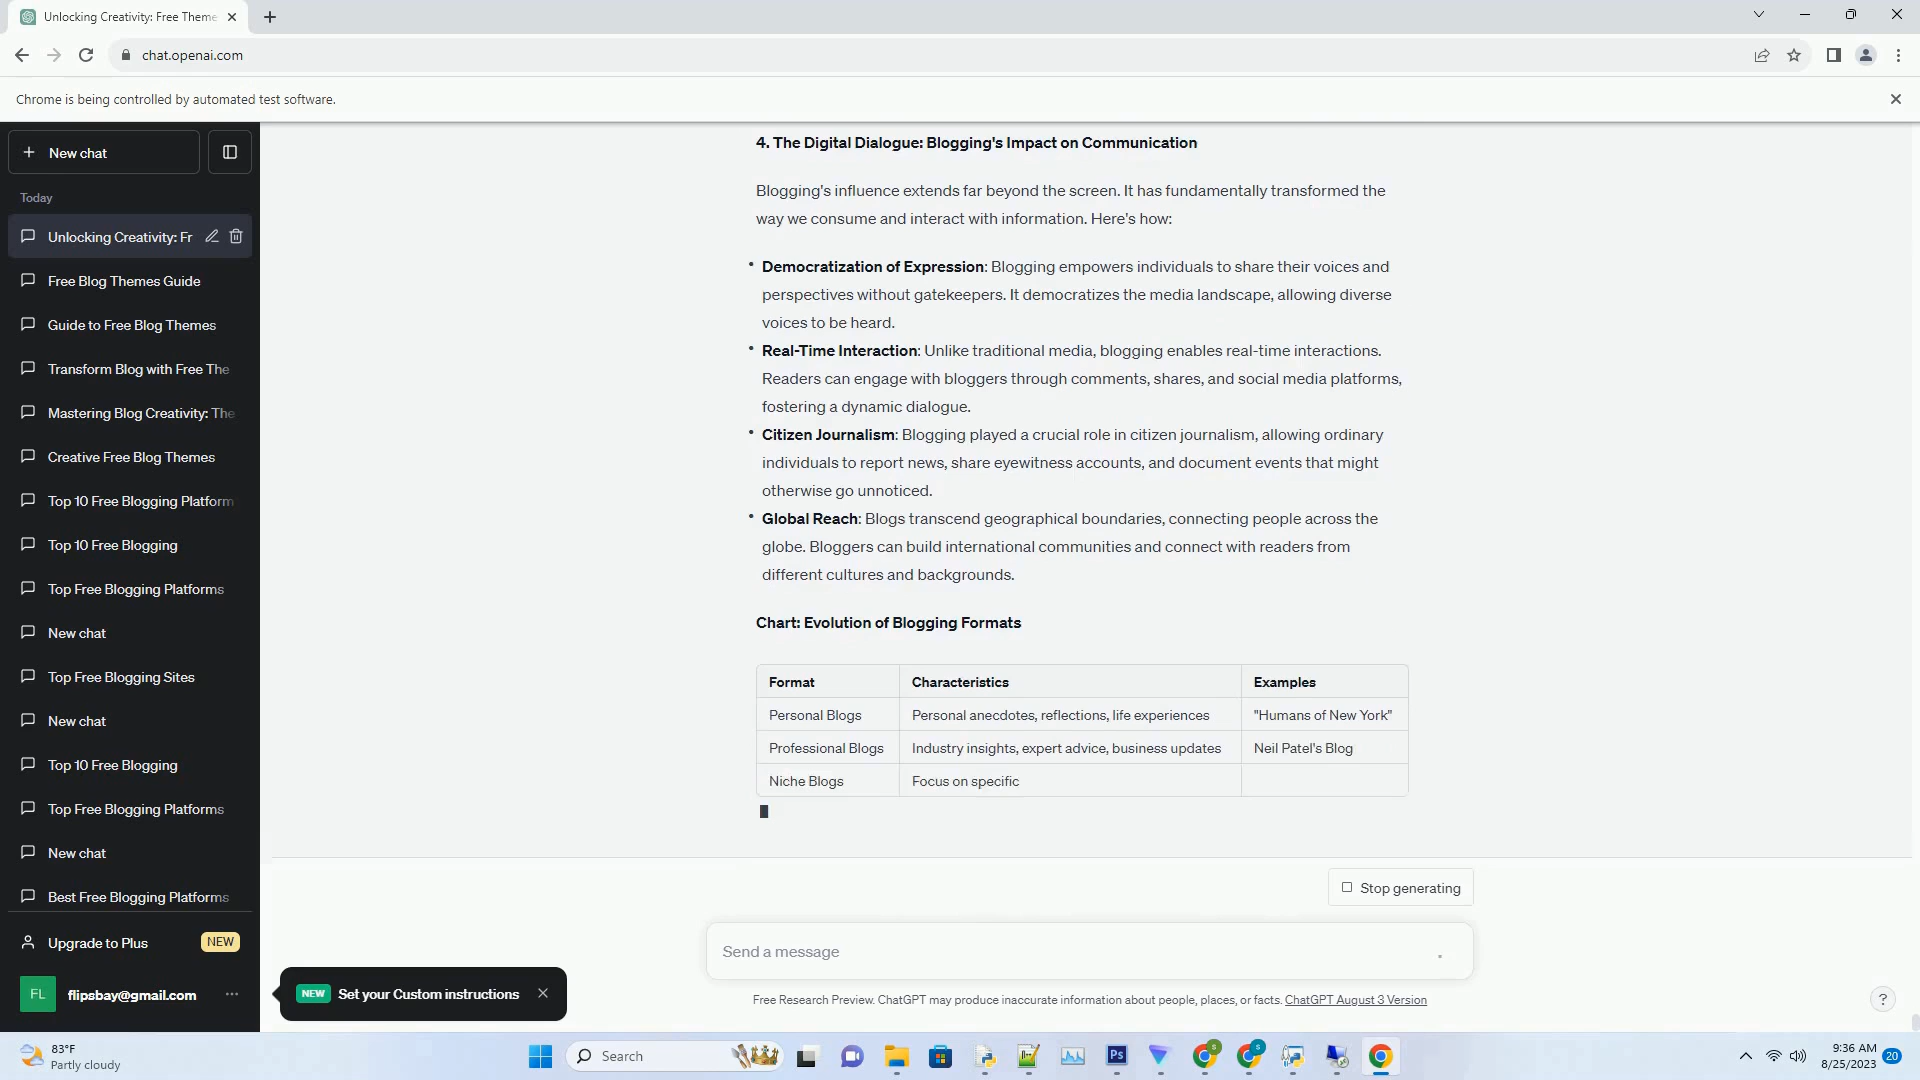 Unlocking Creativity: Free Theme
chat.openai.com
Chrome is being controlled by automated test software.
New chat
Today
Unlocking Creativity: Fr
Free Blog Themes Guide
Guide to Free Blog Themes
Transform Blog with Free The
Mastering Blog Creativity: The
Creative Free Blog Themes
Top 10 Free Blogging Platform
Top 10 Free Blogging
Top Free Blogging Platforms
New chat
Top Free Blogging Sites
New chat
Top 10 Free Blogging
Top Free Blogging Platforms
New chat
Best Free Blogging Platforms
Upgrade to Plus NEW
FL flipsbay@gmail.com
4. The Digital Dialogue: Blogging's Impact on Communication
Blogging's influence extends far beyond the screen. It has fundamentally transformed the
way we consume and interact with information. Here's how:
• Democratization of Expression: Blogging empowers individuals to share their voices and
perspectives without gatekeepers. It democratizes the media landscape, allowing diverse
voices to be heard.
• Real-Time Interaction: Unlike traditional media, blogging enables real-time interactions.
Readers can engage with bloggers through comments, shares, and social media platforms,
fostering a dynamic dialogue.
• Citizen Journalism: Blogging played a crucial role in citizen journalism, allowing ordinary
individuals to report news, share eyewitness accounts, and document events that might
otherwise go unnoticed.
• Global Reach: Blogs transcend geographical boundaries, connecting people across the
globe. Bloggers can build international communities and connect with readers from
different cultures and backgrounds.
Chart: Evolution of Blogging Formats
Format Characteristics Examples
Personal Blogs Personal anecdotes, reflections, life experiences "Humans of New York"
Professional Blogs Industry insights, expert advice, business updates Neil Patel's Blog
Niche Blogs Focus on specific
Stop generating
Send a message
NEW Set your Custom instructions
Free Research Preview. ChatGPT may produce inaccurate information about people, places, or facts. ChatGPT August 3 Version
?
83°F
Partly cloudy
Search
Ps
S
S
9:36 AM
8/25/2023
20